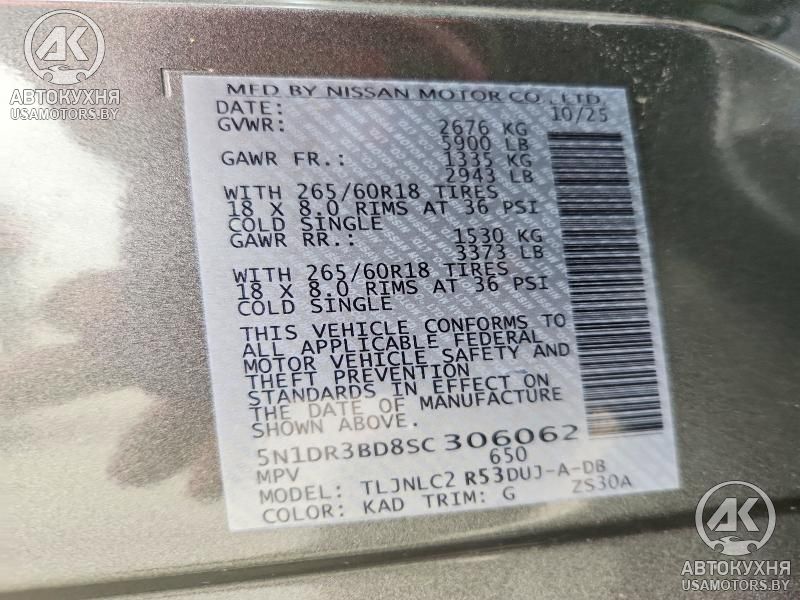 АК
АВТОКУХНЯ
USAMOTORS.BY
MFD BY NISSAN MOTOR CO.,LTD.
DATE: 10/25
GVWR: 2676 KG
5900 LB
GAWR FR.: 1335 KG
2943 LB
WITH 265/60R18 TIRES
18 X 8.0 RIMS AT 36 PSI
COLD SINGLE
GAWR RR.: 1530 KG
3373 LB
WITH 265/60R18 TIRES
18 X 8.0 RIMS AT 36 PSI
COLD SINGLE
THIS VEHICLE CONFORMS TO
ALL APPLICABLE FEDERAL
MOTOR VEHICLE SAFETY AND
THEFT PREVENTION
STANDARDS IN EFFECT ON
THE DATE OF MANUFACTURE
SHOWN ABOVE.
5N1DR3BD8SC306062
MPV 650
MODEL: TLJNLC2 R53DUJ-A-DB
COLOR: KAD TRIM: G ZS30A
АК
АВТОКУХНЯ
USAMOTORS.BY